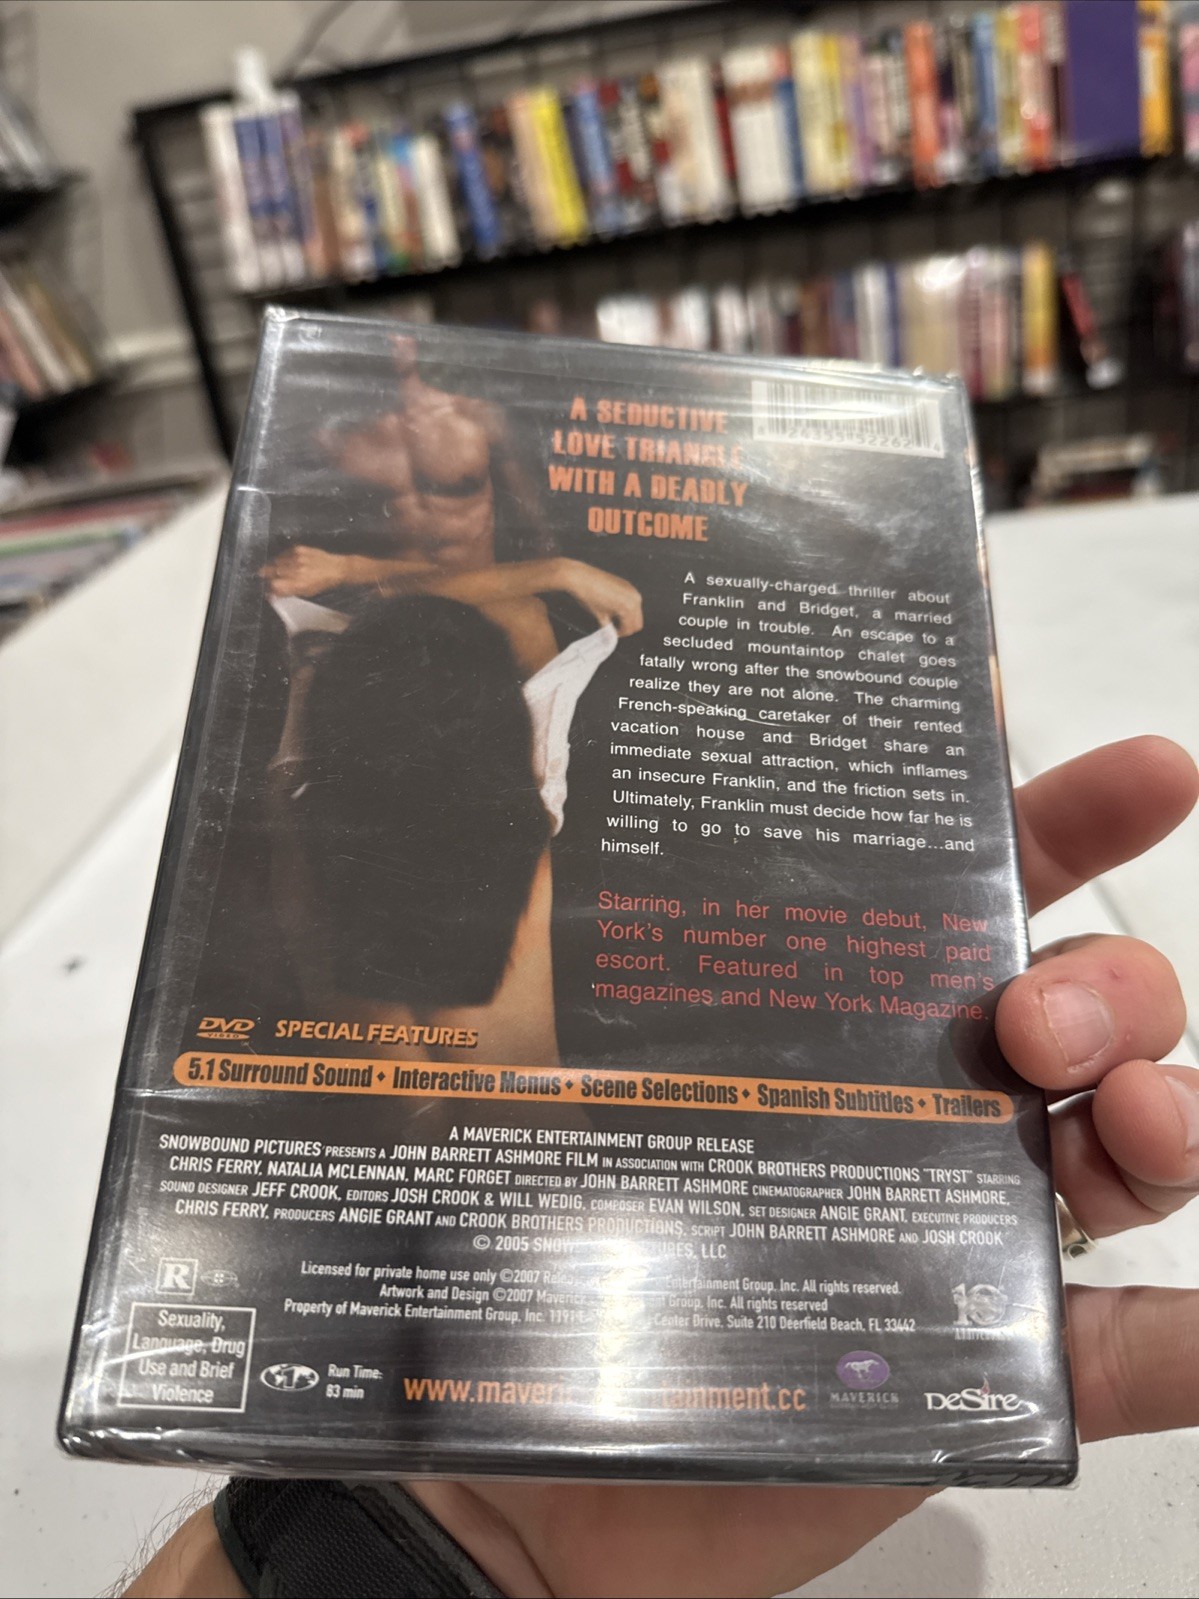 A SEDUCTIVE
LOVE TRIANGLE
WITH A DEADLY
OUTCOME
A sexually-charged thriller about
Franklin and Bridget, a married
couple in trouble. An escape to a
secluded mountaintop chalet goes
fatally wrong after the snowbound couple
realize they are not alone. The charming
French-speaking caretaker of their rented
vacation house and Bridget share an
immediate sexual attraction, which inflames
an insecure Franklin, and the friction sets in.
Ultimately, Franklin must decide how far he is
willing to go to save his marriage...and
himself.
Starring, in her movie debut, New
York's number one highest paid
escort. Featured in top men's
magazines and New York Magazine.
DVD VIDEO SPECIAL FEATURES
5.1 Surround Sound • Interactive Menus • Scene Selections • Spanish Subtitles • Trailers
A MAVERICK ENTERTAINMENT GROUP RELEASE
SNOWBOUND PICTURES PRESENTS A JOHN BARRETT ASHMORE FILM IN ASSOCIATION WITH CROOK BROTHERS PRODUCTIONS "TRYST" STARRING
CHRIS FERRY, NATALIA MCLENNAN, MARC FORGET DIRECTED BY JOHN BARRETT ASHMORE CINEMATOGRAPHER JOHN BARRETT ASHMORE,
SOUND DESIGNER JEFF CROOK, EDITORS JOSH CROOK & WILL WEDIG, COMPOSER EVAN WILSON, SET DESIGNER ANGIE GRANT, EXECUTIVE PRODUCERS
CHRIS FERRY, PRODUCERS ANGIE GRANT AND CROOK BROTHERS PRODUCTIONS, SCRIPT JOHN BARRETT ASHMORE AND JOSH CROOK
© 2005 LLC
Licensed for private home use only ©2007 Entertainment Group, Inc. All rights reserved.
Artwork and Design ©2007 Maverick Group, Inc. All rights reserved
Property of Maverick Entertainment Group, Inc. Center Drive, Suite 210 Deerfield Beach, FL 33442
R
Sexuality,
Language, Drug
Use and Brief
Violence
1
Run Time:
83 min
www.maver tainment.cc
MAVERICK
DeSire
10